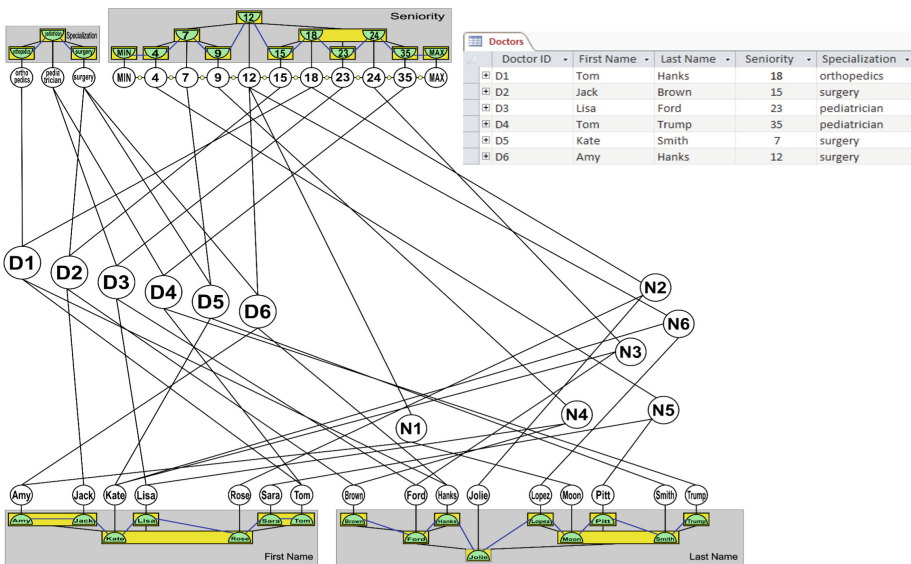 Seniority
12
pediatrician
Specialization
7
18
24
orthopedics
surgery
MIN
4
9
15
23
35
MAX
ortho
pedics
pedia
trician
surgery
MIN
4
7
9
12
15
18
23
24
35
MAX
Doctors
Doctor ID First Name Last Name Seniority Specialization
D1 Tom Hanks 18 orthopedics
D2 Jack Brown 15 surgery
D3 Lisa Ford 23 pediatrician
D4 Tom Trump 35 pediatrician
D5 Kate Smith 7 surgery
D6 Amy Hanks 12 surgery
D1
D2
D3
D4
D5
D6
N2
N6
N3
N4
N5
N1
Amy
Jack
Kate
Lisa
Rose
Sara
Tom
Brown
Ford
Hanks
Jolie
Lopez
Moon
Pitt
Smith
Trump
Amy
Jack
Lisa
Sara
Tom
Brown
Hanks
Lopez
Pitt
Trump
Kate
Rose
Ford
Moon
Smith
Jolie
First Name
Last Name